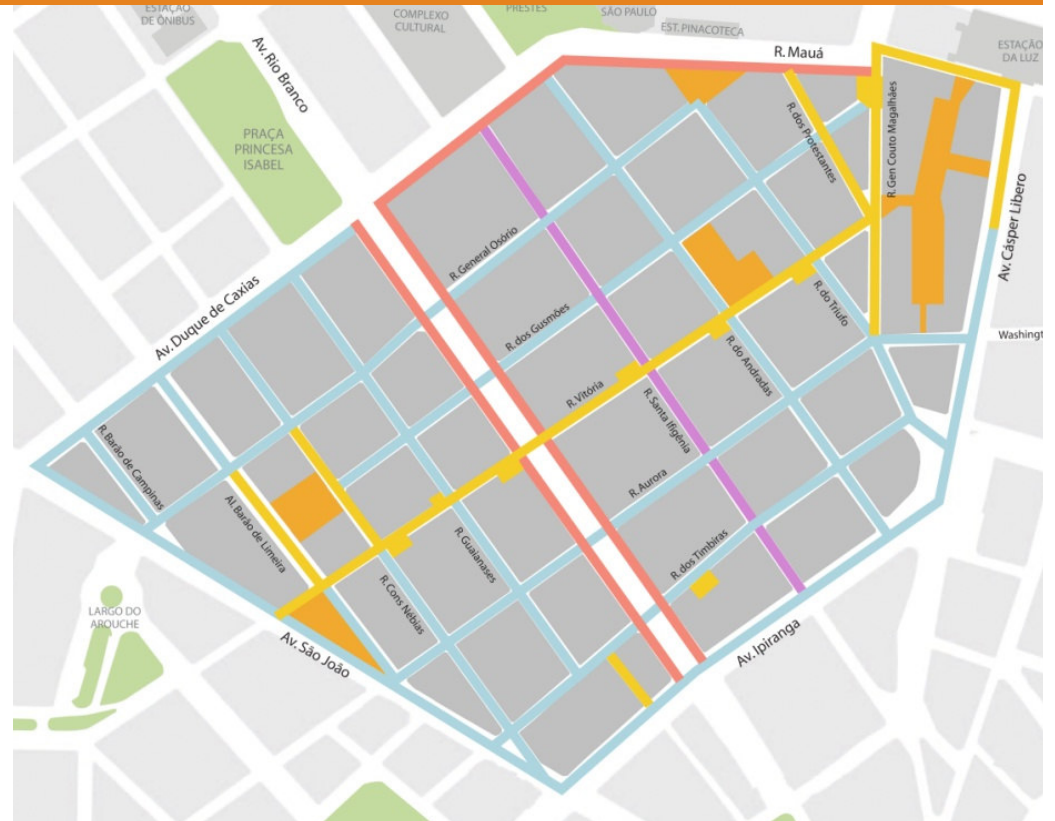 ESTAÇÃO
DE ÔNIBUS
COMPLEXO
CULTURAL
PRESTES
SÃO PAULO
EST. PINACOTECA
ESTAÇÃO
DA LUZ
R. Mauá
Av. Rio Branco
PRAÇA
PRINCESA
ISABEL
R. dos Protestantes
R. Gen Couto Magalhães
Av. Cásper Libero
R. General Osório
Av. Duque de Caxias
R. dos Gusmões
R. do Triufo
Washingt
R. do Andradas
R. Vitória
R. Santa Ifigênia
R. Barão de Campinas
Al. Barão de Limeira
R. Aurora
R. Guaianases
R. dos Timbiras
R. Cons Nébias
LARGO DO
AROUCHE
Av. São João
Av. Ipiranga